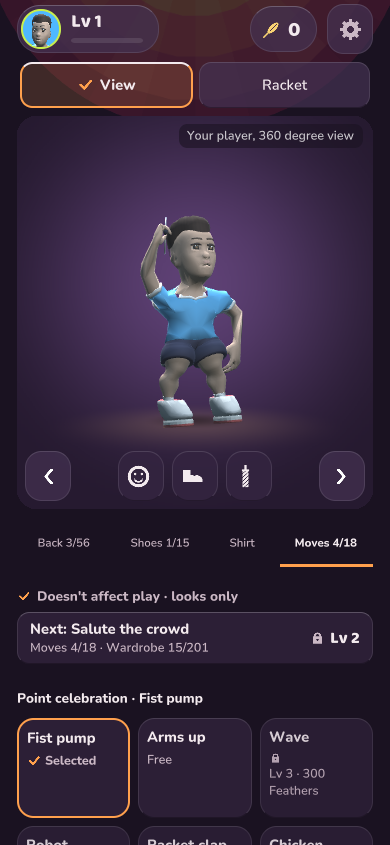 Lv 1
0
View
Racket
Your player, 360 degree view
Back 3/56
Shoes 1/15
Shirt
Moves 4/18
Doesn't affect play · looks only
Next: Salute the crowd
Moves 4/18 · Wardrobe 15/201
Lv 2
Point celebration · Fist pump
Fist pump
Selected
Arms up
Free
Wave
Lv 3 · 300
Feathers
Robot
Racket clap
Chicken